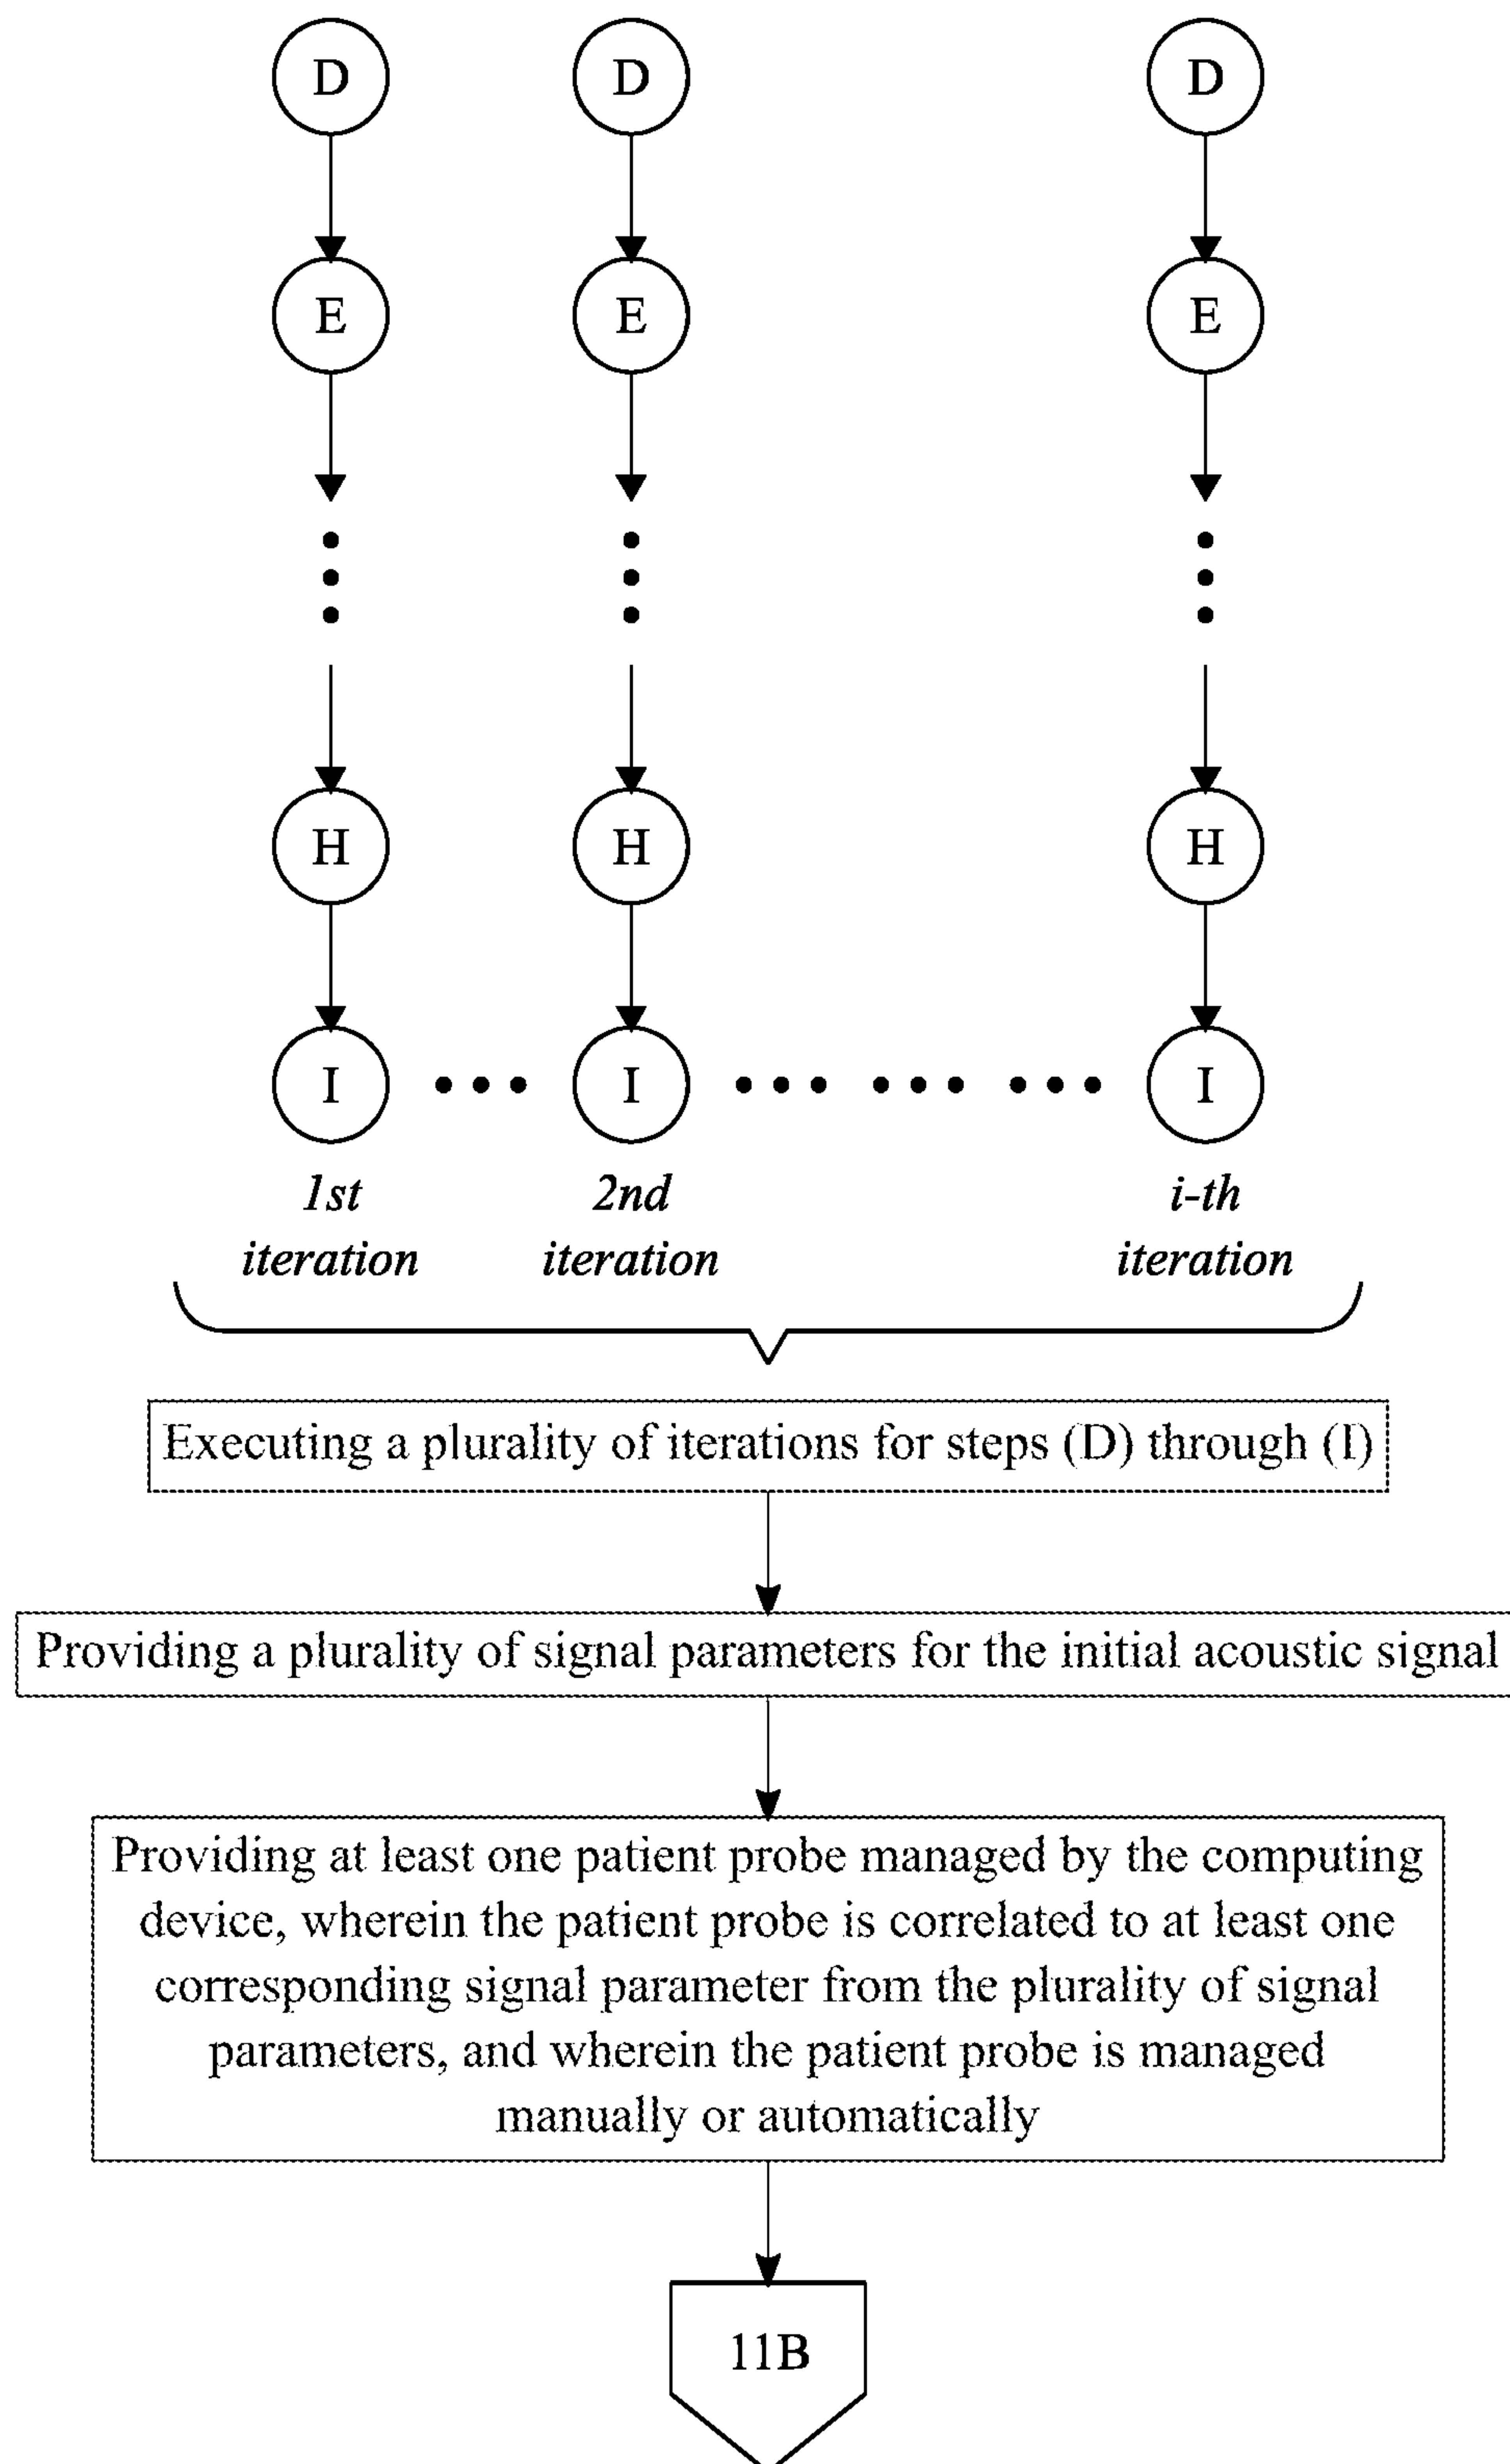 D D D
E E E
H H H
I I I
1st 2nd i-th
iteration iteration iteration
Executing a plurality of iterations for steps (D) through (I)
Providing a plurality of signal parameters for the initial acoustic signal
Providing at least one patient probe managed by the computing
device, wherein the patient probe is correlated to at least one
corresponding signal parameter from the plurality of signal
parameters, and wherein the patient probe is managed
manually or automatically
11B